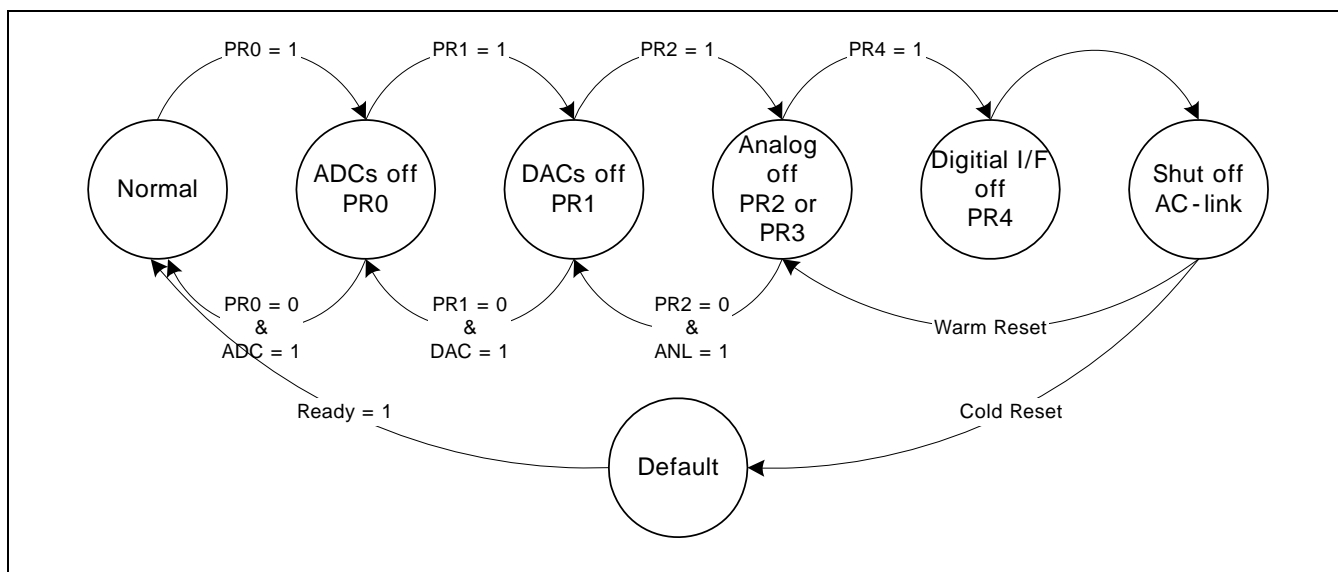 PR0 = 1
PR1 = 1
PR2 = 1
PR4 = 1
Normal
ADCs off
PR0
DACs off
PR1
Analog
off
PR2 or
PR3
Digitial I/F
off
PR4
Shut off
AC-link
PR0 = 0
&
ADC = 1
PR1 = 0
&
DAC = 1
PR2 = 0
&
ANL = 1
Warm Reset
Ready = 1
Cold Reset
Default